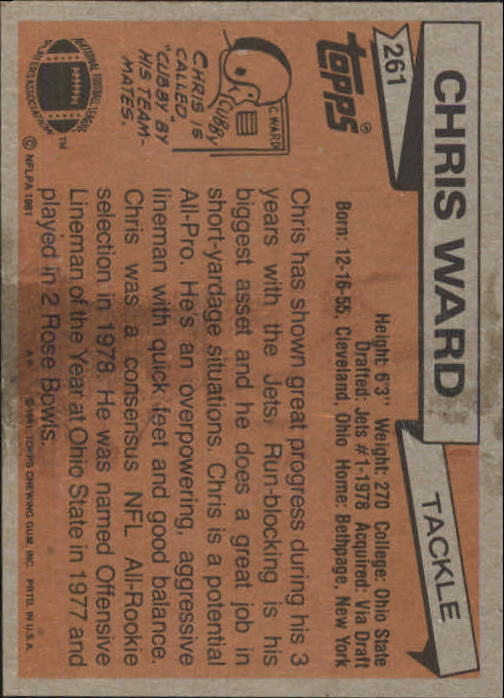 261
CHRIS WARD
TACKLE
topps®
Height: 6'3" Weight: 270 College: Ohio State
Drafted: Jets #1-1978 Acquired: Via Draft
Born: 12-16-55, Cleveland, Ohio Home: Bethpage, New York
C. WARD
CUBBY
CHRIS IS
CALLED
"CUBBY" BY
HIS TEAM-
MATES.
Chris has shown great progress during his 3
years with the Jets. Run-blocking is his
biggest asset and he does a great job in
short-yardage situations. Chris is a potential
All-Pro. He's an overpowering, aggressive
lineman with quick feet and good balance.
Chris was a consensus NFL All-Rookie
selection in 1978. He was named Offensive
Lineman of the Year at Ohio State in 1977 and
played in 2 Rose Bowls.
NATIONAL FOOTBALL LEAGUE
PLAYERS ASSOCIATION
TM
© NFLPA 1981
© 1981 TOPPS CHEWING GUM, INC. PRTD. IN U.S.A.